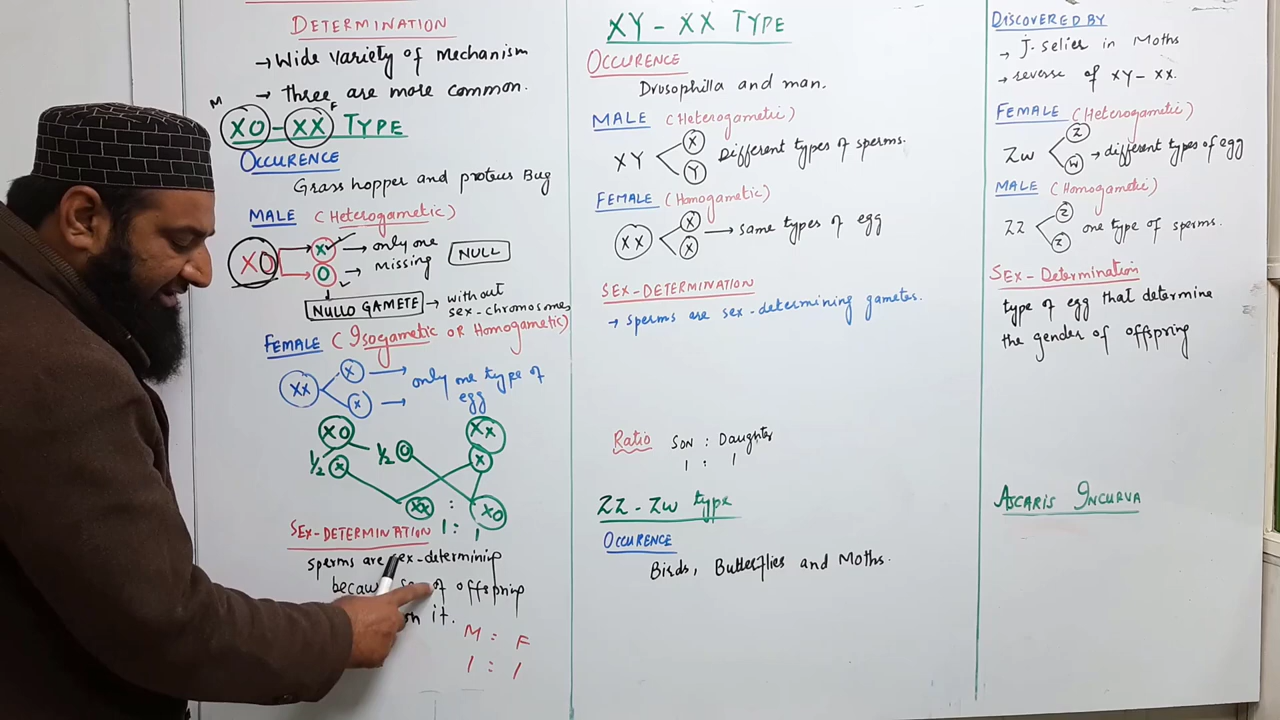 DETERMINATION
→ Wide variety of Mechanism
→ three are more common.
M F
XO - XX TYPE
OCCURENCE
Grass hopper and proteus Bug
MALE (Heterogametic)
XO
X → only one
O → missing
NULL
NULLO GAMETE → without
sex-chromosomes
FEMALE (Isogametic OR Homogametic)
XX
X → only one type of
X → egg
XO XX
1/2 X 1/2 O X
XX : XO
1 : 1
SEX-DETERMINATION
sperms are sex-determining
of offspring
it.
M : F
1 : 1
XY - XX TYPE
OCCURENCE
Drusophilla and man.
MALE (Heterogametic)
XY
X
Y
Different types of sperms.
FEMALE (Homogametic)
XX
X
X
→ same types of egg
SEX-DETERMINATION
→ sperms are sex-determining gametes.
Ratio SON : Daughter
1 : 1
ZZ - ZW type
OCCURENCE
Birds, Butterflies and Moths.
DISCOVERED BY
→ J. selier in Moths
→ reverse of XY-XX.
FEMALE (Heterogametic)
ZW
Z
W
→ different types of egg
MALE (Homogametic)
ZZ
Z
Z
one type of sperms.
SEX-Determination
type of egg that determine
the gender of offspring
ASCARIS INCURVA